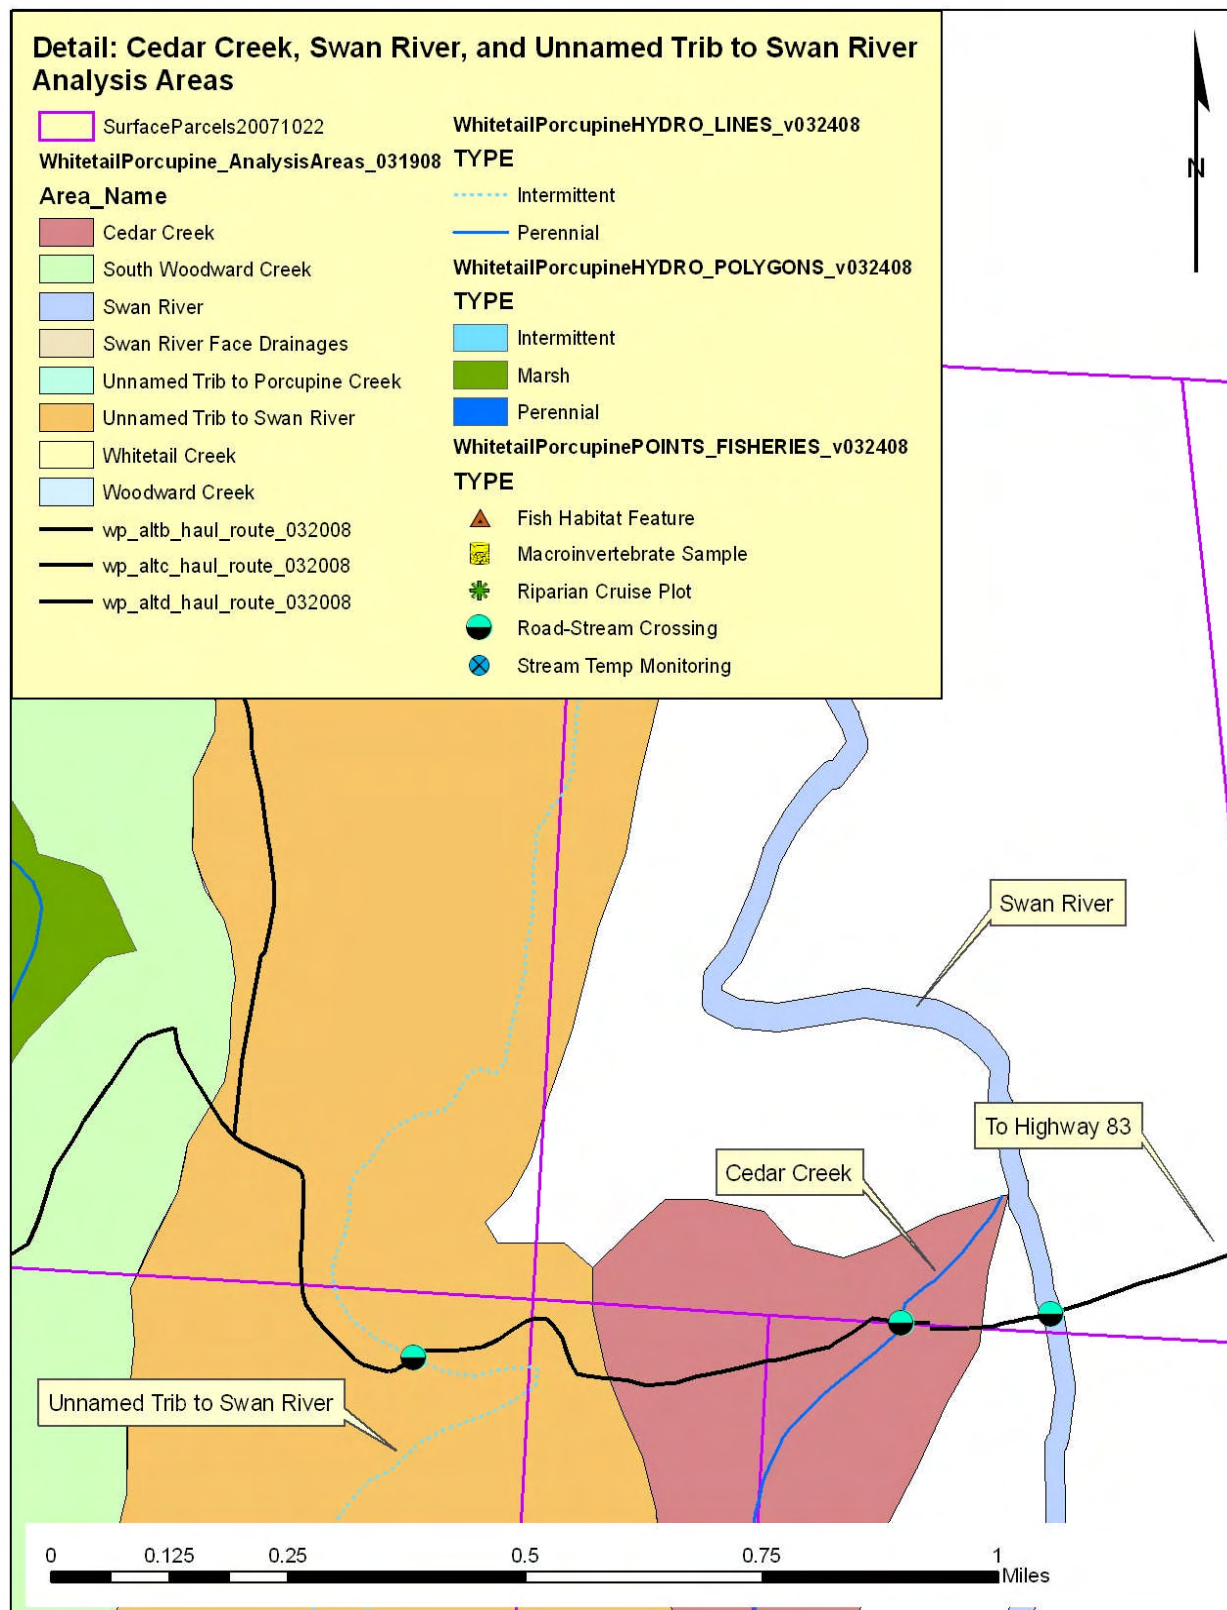 Detail: Cedar Creek, Swan River, and Unnamed Trib to Swan River
Analysis Areas
SurfaceParcels20071022
WhitetailPorcupine_AnalysisAreas_031908
Area_Name
Cedar Creek
South Woodward Creek
Swan River
Swan River Face Drainages
Unnamed Trib to Porcupine Creek
Unnamed Trib to Swan River
Whitetail Creek
Woodward Creek
wp_altb_haul_route_032008
wp_altc_haul_route_032008
wp_altd_haul_route_032008
WhitetailPorcupineHYDRO_LINES_v032408
TYPE
Intermittent
Perennial
WhitetailPorcupineHYDRO_POLYGONS_v032408
TYPE
Intermittent
Marsh
Perennial
WhitetailPorcupinePOINTS_FISHERIES_v032408
TYPE
Fish Habitat Feature
Macroinvertebrate Sample
Riparian Cruise Plot
Road-Stream Crossing
Stream Temp Monitoring
N
Swan River
To Highway 83
Cedar Creek
Unnamed Trib to Swan River
0 0.125 0.25 0.5 0.75 1
Miles